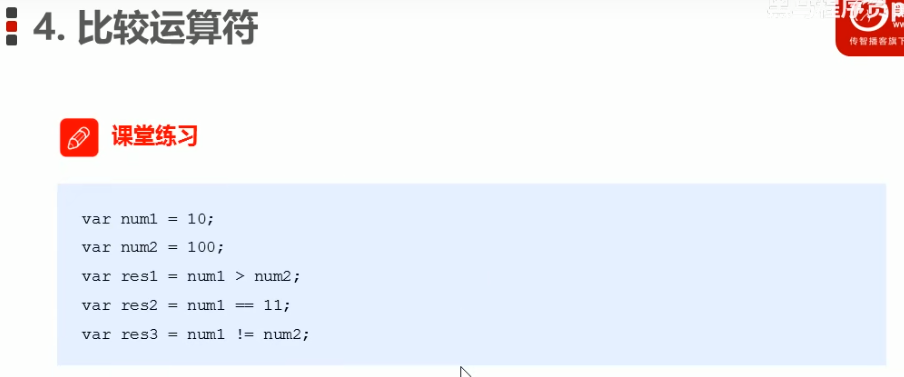 4. 比较运算符
传智播客旗下
课堂练习
var num1 = 10;
var num2 = 100;
var res1 = num1 > num2;
var res2 = num1 == 11;
var res3 = num1 != num2;